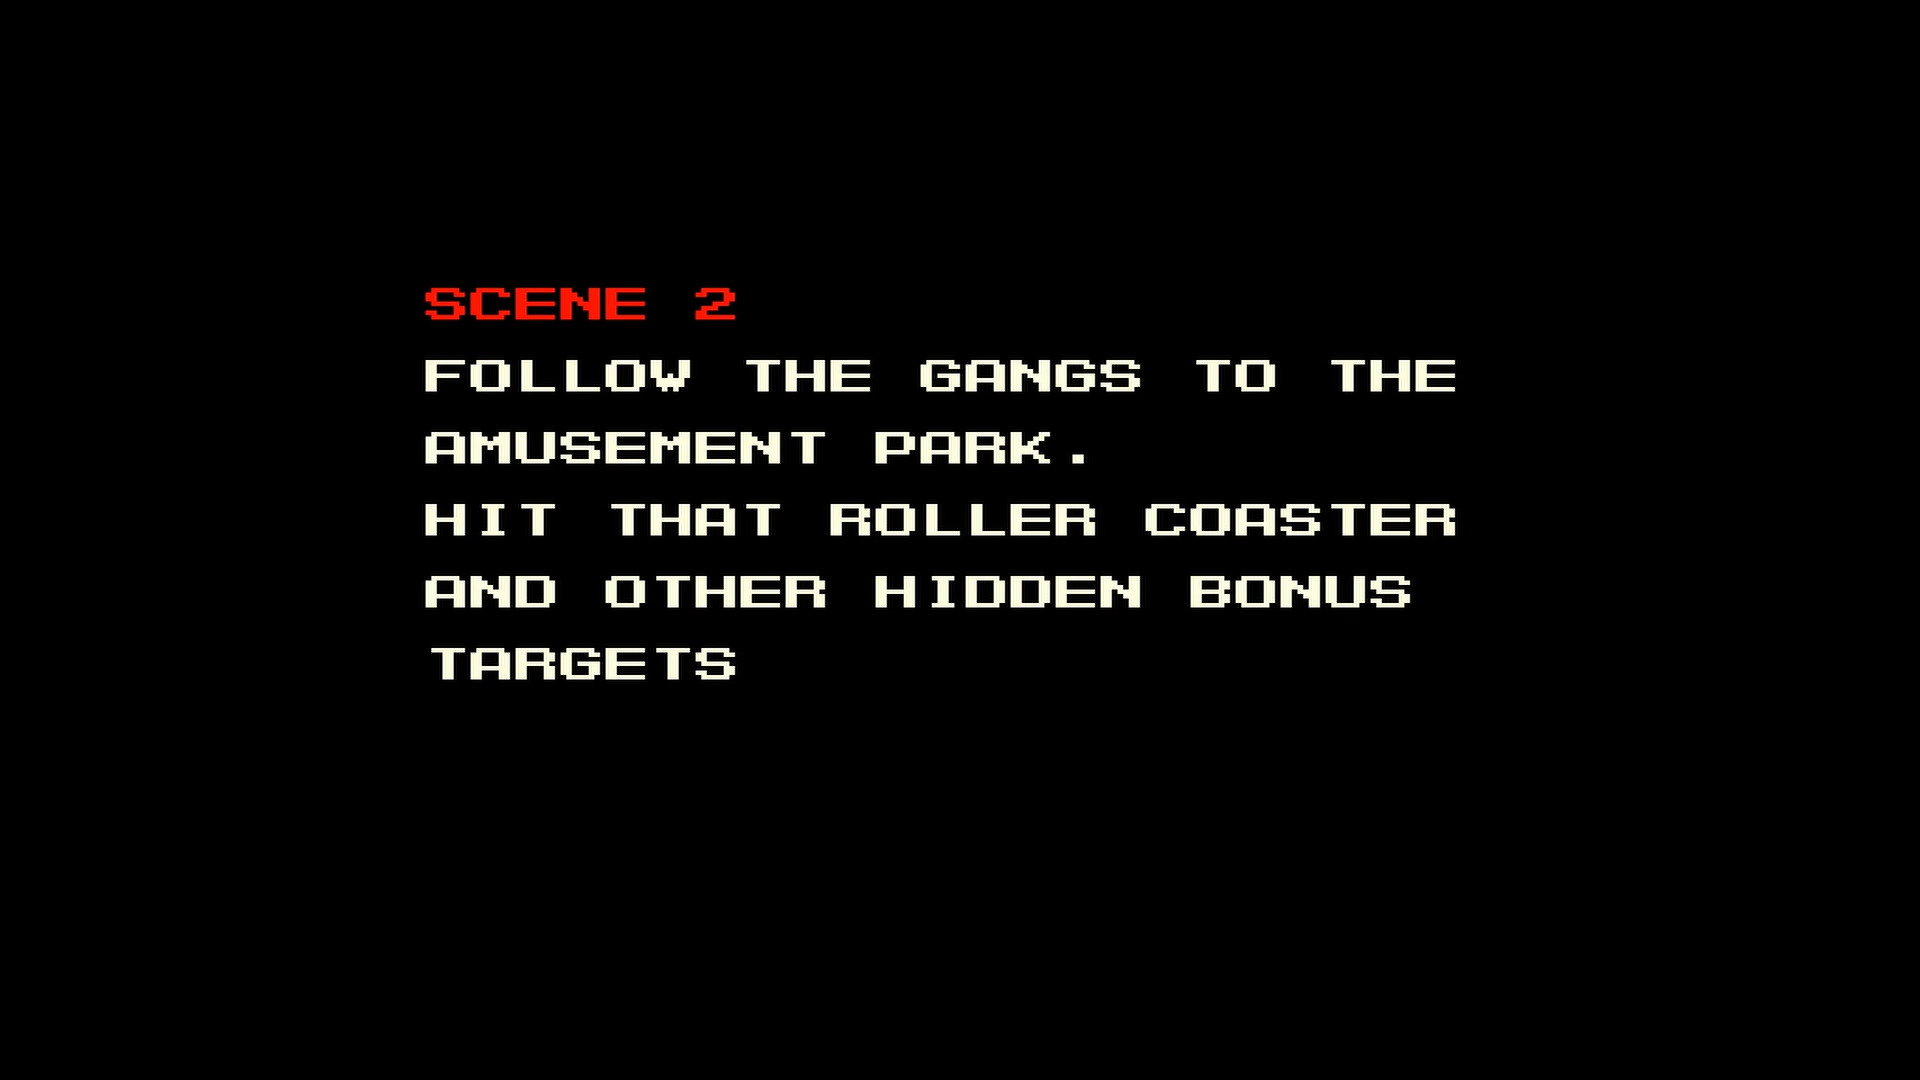 SCENE 2
FOLLOW THE GANGS TO THE
AMUSEMENT PARK.
HIT THAT ROLLER COASTER
AND OTHER HIDDEN BONUS
TARGETS